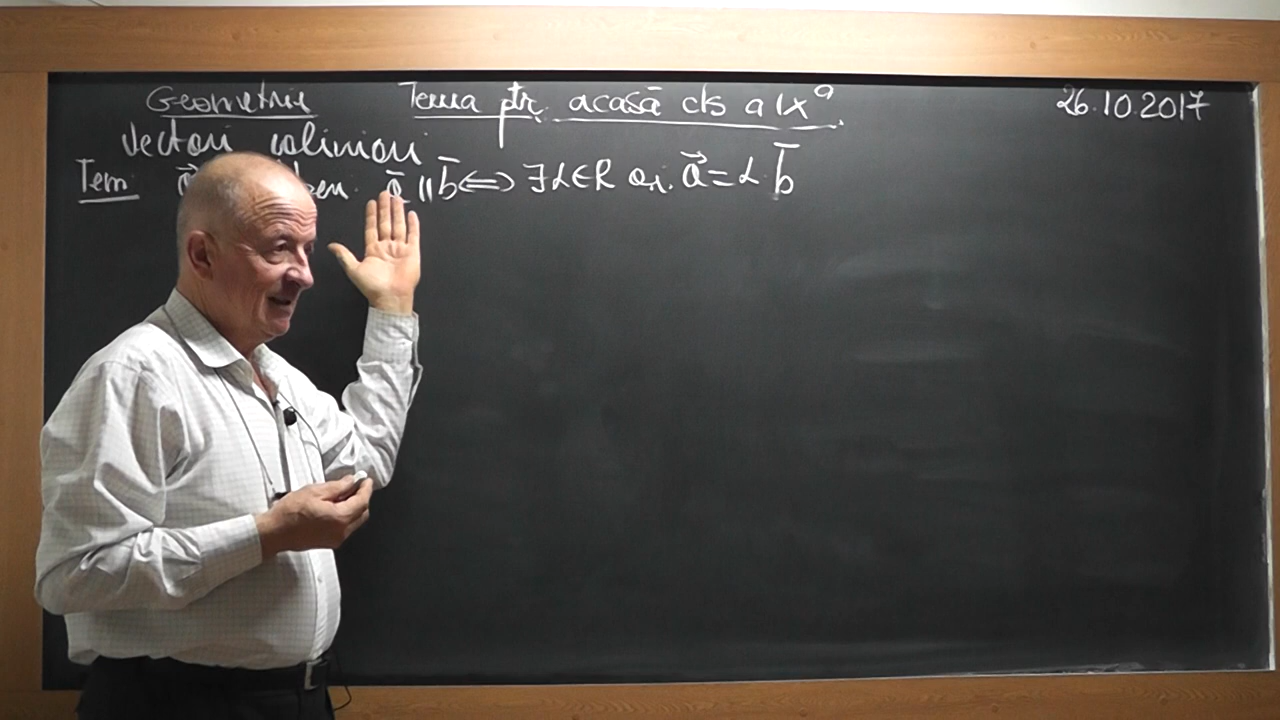 Geometrie Tema ptr. acasă cls a IX ª 26.10.2017
Vectori coliniari
Tem ā || b̄ ⟺ ∃ α ∈ R a.î. a⃗ = α · b̄